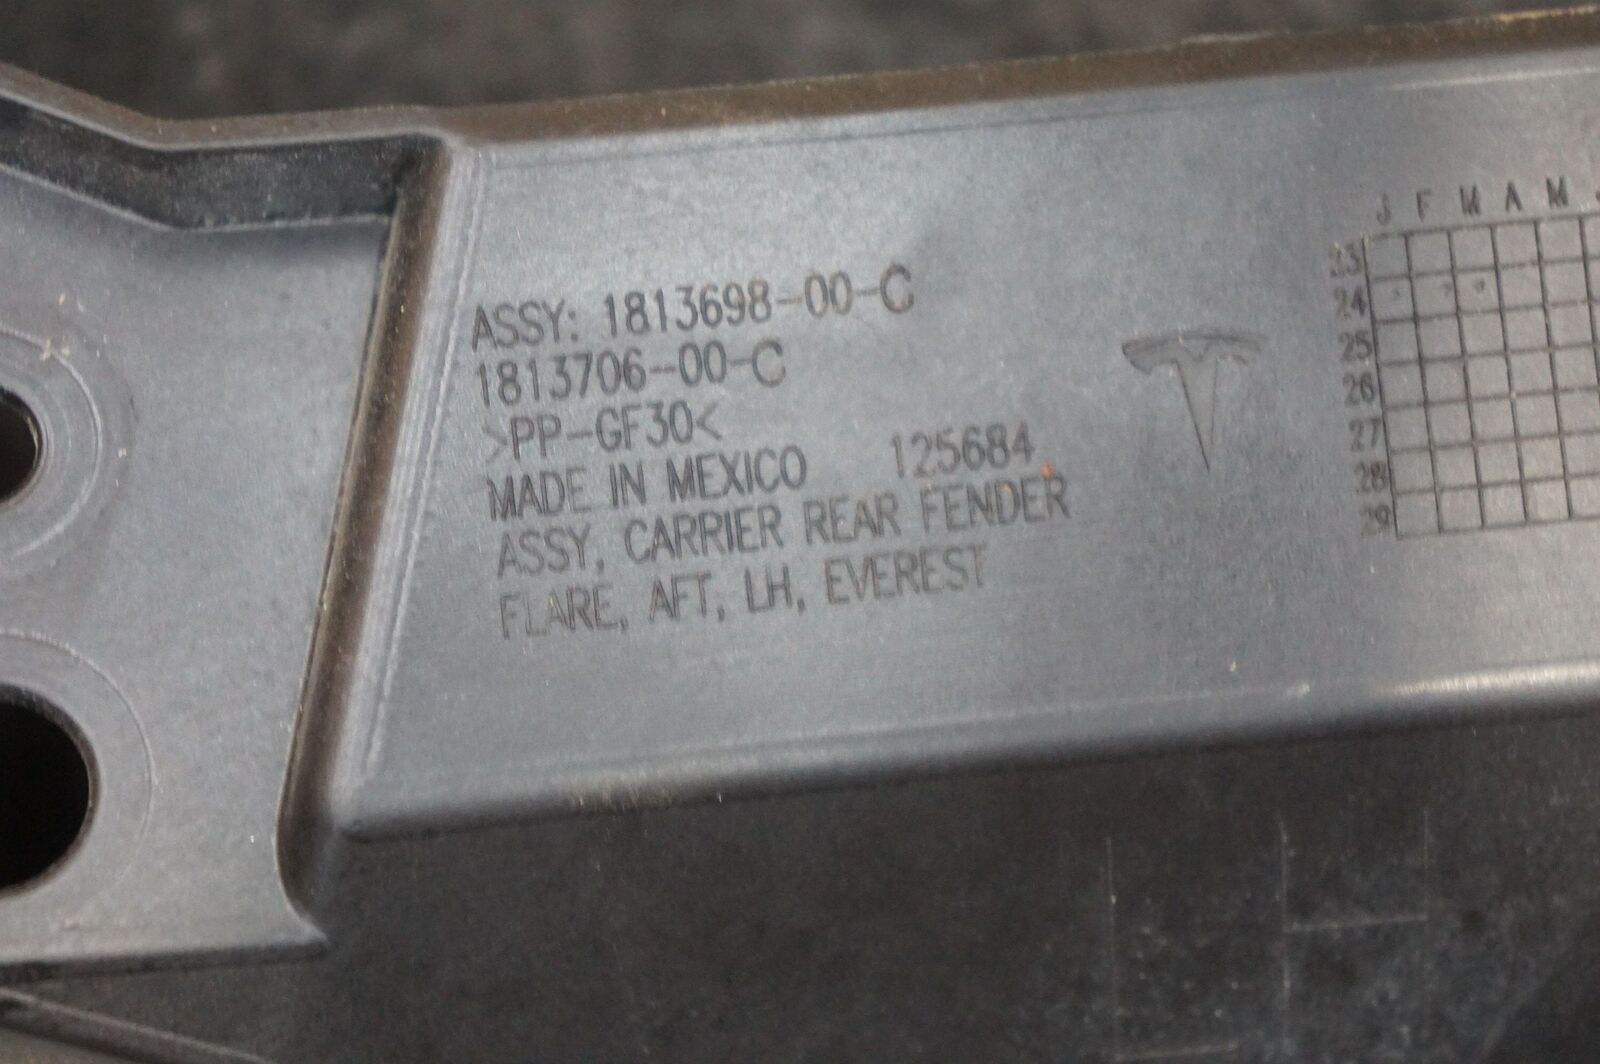 ASSY: 1813698-00-C
1813706-00-C
>PP-GF30<
MADE IN MEXICO 125684
ASSY, CARRIER REAR FENDER
FLARE, AFT, LH, EVEREST
J F M A M
23
24
25
26
27
28
29